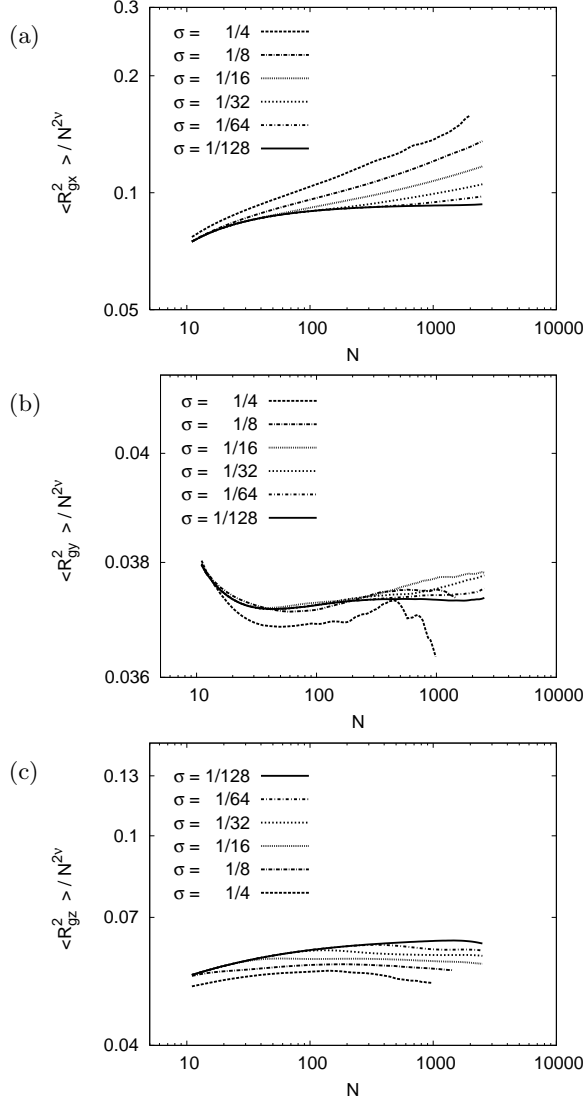 (a)
<R²gx > / N²ν
0.3
0.2
0.1
0.05
σ = 1/4
σ = 1/8
σ = 1/16
σ = 1/32
σ = 1/64
σ = 1/128
10 100 1000 10000
N
(b)
<R²gy > / N²ν
0.04
0.038
0.036
σ = 1/4
σ = 1/8
σ = 1/16
σ = 1/32
σ = 1/64
σ = 1/128
10 100 1000 10000
N
(c)
<R²gz > / N²ν
0.13
0.1
0.07
0.04
σ = 1/128
σ = 1/64
σ = 1/32
σ = 1/16
σ = 1/8
σ = 1/4
10 100 1000 10000
N